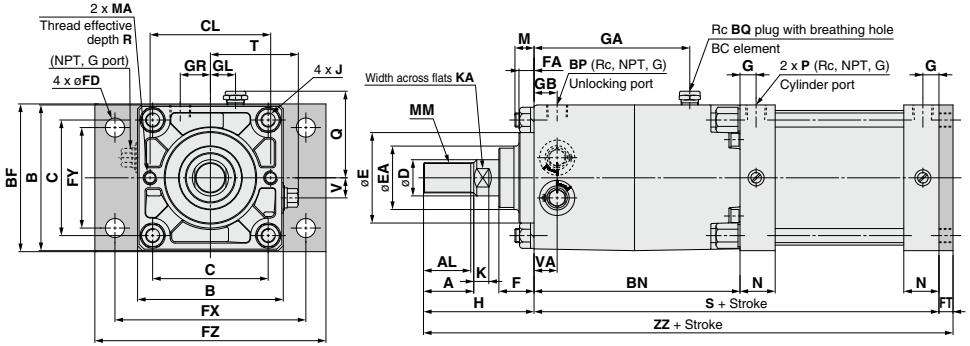 2 x MA
Thread effective
depth R
(NPT, G port)
4 x øFD
CL
T
GR
GL
4 x J
BF
B
C
FY
Q
V
C
B
FX
FZ
Width across flats KA
MM
øE
øEA
øD
M
FA
GB
GA
BP (Rc, NPT, G)
Unlocking port
Rc BQ plug with breathing hole
BC element
G
2 x P (Rc, NPT, G)
Cylinder port
G
AL
A
K
F
H
VA
BN
N
N
S + Stroke
FT
ZZ + Stroke